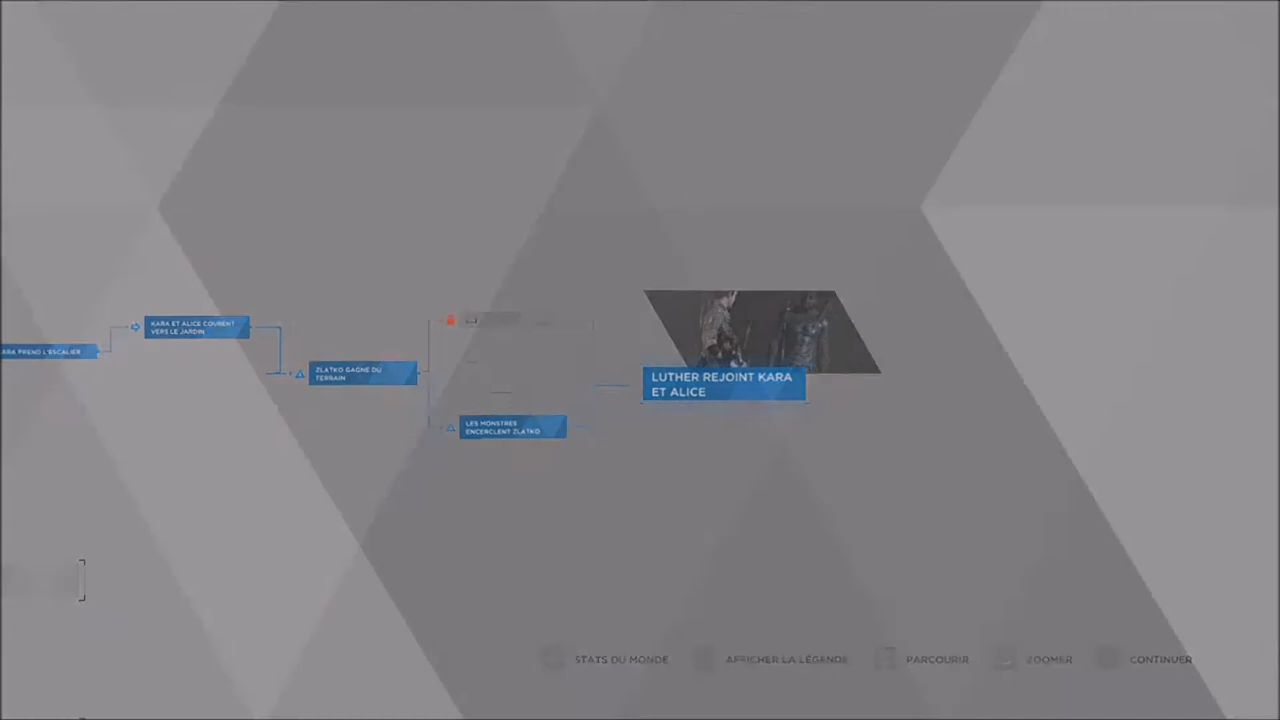 ARA PREND L'ESCALIER
KARA ET ALICE COURENT
VERS LE JARDIN
ZLATKO GAGNE DU
TERRAIN
LES MONSTRES
ENCERCLENT ZLATKO
LUTHER REJOINT KARA
ET ALICE
STATS DU MONDE
AFFICHER LA LÉGENDE
PARCOURIR
ZOOMER
CONTINUER